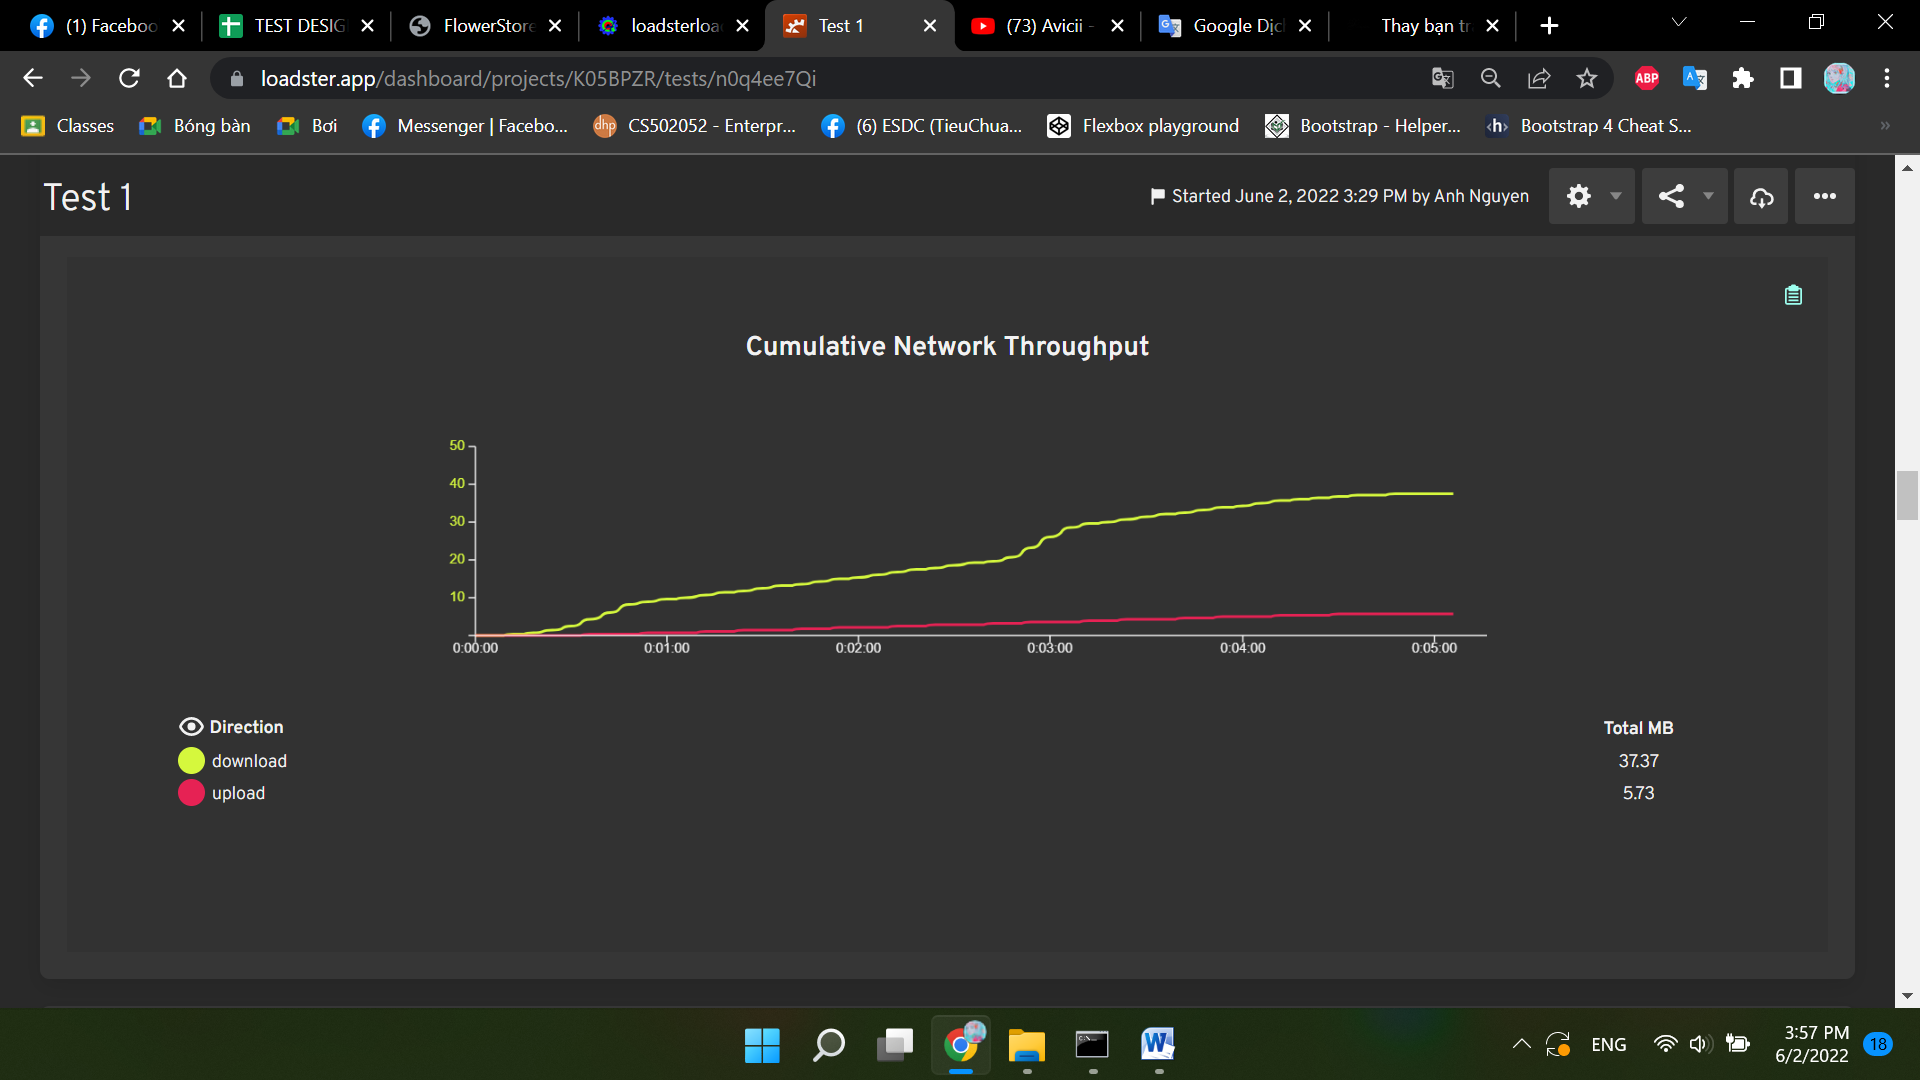 (1) Faceboo
TEST DESIG
FlowerStore
loadsterloa
Test 1
(73) Avicii -
Google Dịc
Thay bạn tr
loadster.app/dashboard/projects/K05BPZR/tests/n0q4ee7Qi
ABP
Classes
Bóng bàn
Bơi
Messenger | Facebo...
dhp
CS502052 - Enterpr...
(6) ESDC (TieuChua...
Flexbox playground
Bootstrap - Helper...
<h>
Bootstrap 4 Cheat S...
Test 1
Started June 2, 2022 3:29 PM by Anh Nguyen
Cumulative Network Throughput
50
40
30
20
10
0:00:00
0:01:00
0:02:00
0:03:00
0:04:00
0:05:00
Direction
Total MB
download
37.37
upload
5.73
ENG
3:57 PM
6/2/2022
18